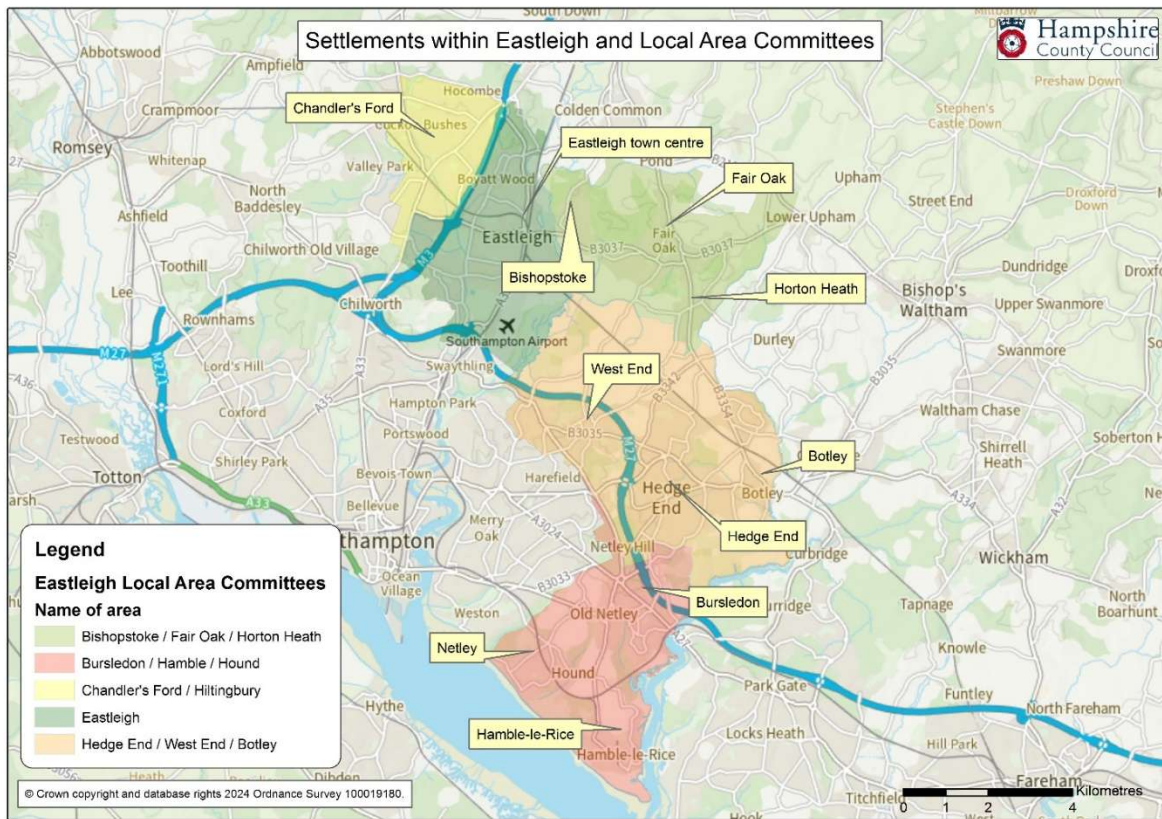 Settlements within Eastleigh and Local Area Committees
Hampshire
County Council
South Down
Abbotswood
Ampfield
Hocombe
Crampmoor
Chandler's Ford
Colden Common
Preshaw Down
Stephen's
Castle Down
Romsey
Whitenap
Valley Park
Eastleigh town centre
Pond
Fair Oak
Upham
Boyatt Wood
North
Baddesley
Street End
Droxford
Down
Ashfield
Lower Upham
Eastleigh
B3037
Fair
Oak
B3037
Chilworth Old Village
M3
Toothill
Bishopstoke
Dundridge
Lee
Horton Heath
Bishop's
Waltham
Upper Swanmore
Chilworth
Rownhams
Southampton Airport
Durley
M27
M271
A33
Swaythling
West End
Swanmore
A36
Lord's Hill
A35
B3342
B3354
B3035
Hampton Park
Coxford
Waltham Chase
Testwood
Portswood
B3035
M27
Shirley Park
Bevois-Town
Harefield
Botley
Shirrell
Heath
Totton
A33
Hedge
End
Botley
A334
A32
Bellevue
Merry
Oak
A3024
Hedge End
Netley Hill
Curbridge
Wickham
Ocean
Village
B3033
Weston
Bursledon
Old Netley
Tapnage
North
Boarhunt
A27
Netley
Knowle
Hound
Park Gate
Funtley
North Fareham
Hythe
Hamble-le-Rice
Locks Heath
Hill Park
Hamble-le-Rice
Fareham
Dibden
Titchfield
Hook
Legend
Eastleigh Local Area Committees
Name of area
Bishopstoke / Fair Oak / Horton Heath
Bursledon / Hamble / Hound
Chandler's Ford / Hiltingbury
Eastleigh
Hedge End / West End / Botley
© Crown copyright and database rights 2024 Ordnance Survey 100019180.
0 1 2 4 Kilometres